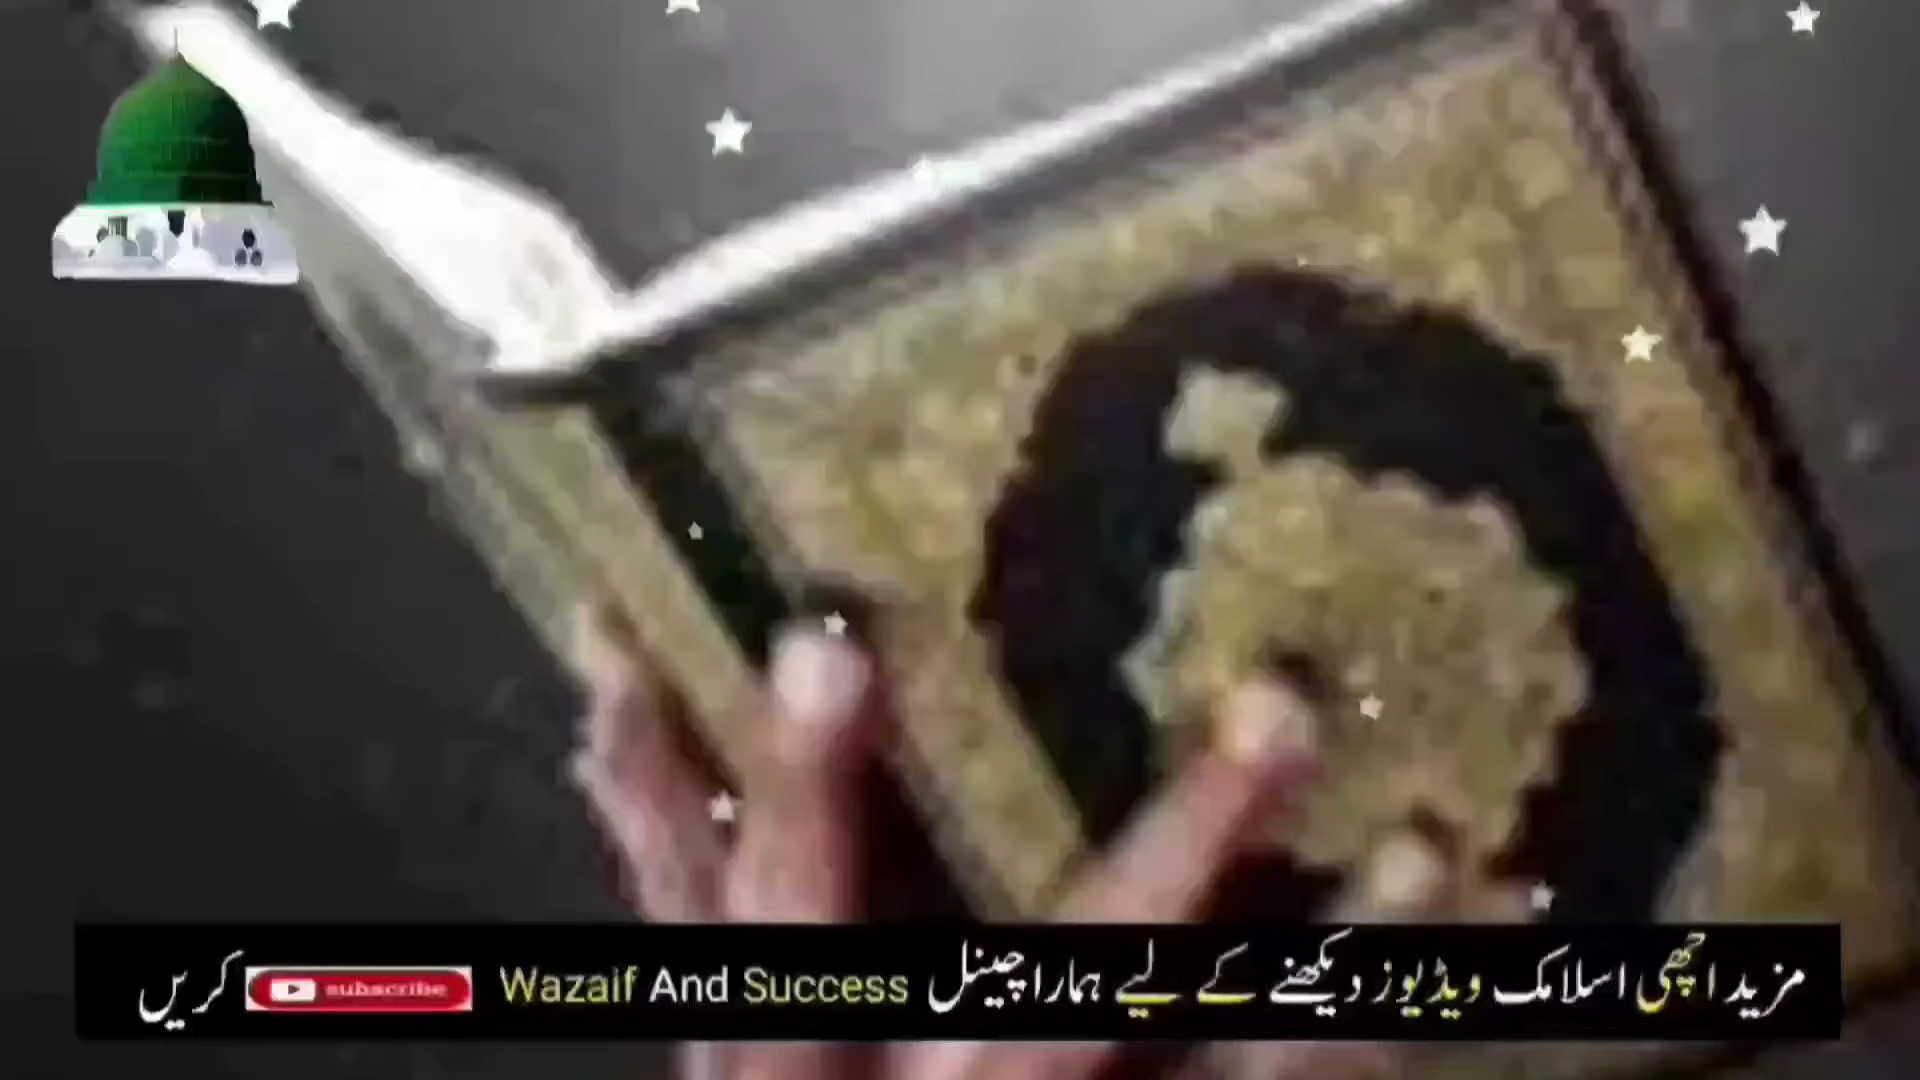 مزید اچھی اسلامک ویڈیوز دیکھنے کے لیے ہمارا چینل Wazaif And Success subscribe کریں